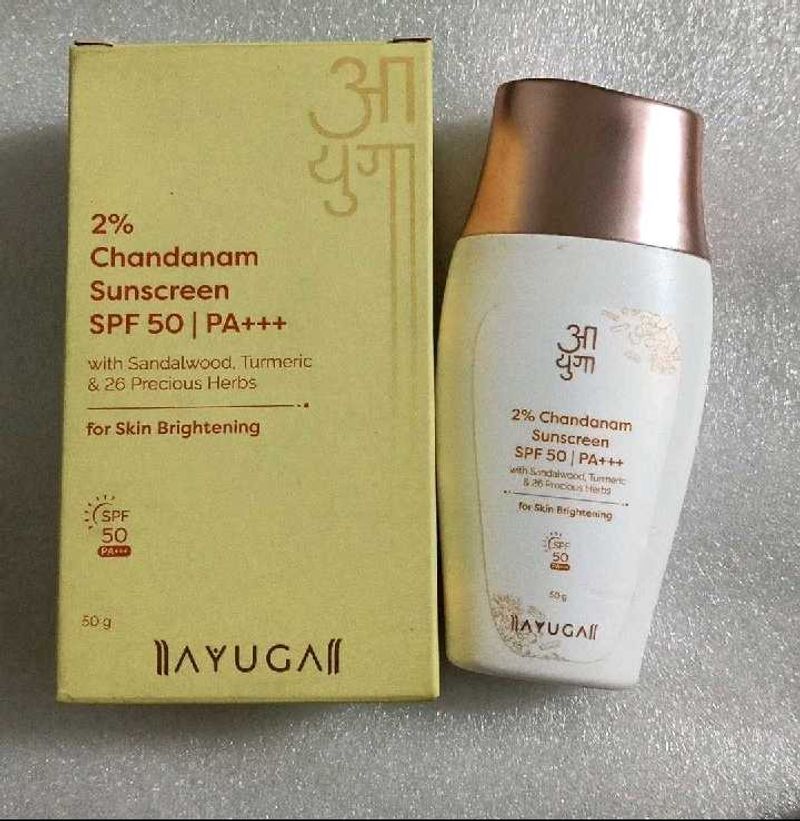 आ
युगा
2%
Chandanam
Sunscreen
SPF 50 | PA+++
with Sandalwood, Turmeric
& 26 Precious Herbs
for Skin Brightening
SPF
50
PA+++
50 g
AYUGA
आ
युगा
2% Chandanam
Sunscreen
SPF 50 | PA+++
with Sandalwood, Turmeric
& 26 Precious Herbs
for Skin Brightening
SPF
50
PA+++
50 g
AYUGA